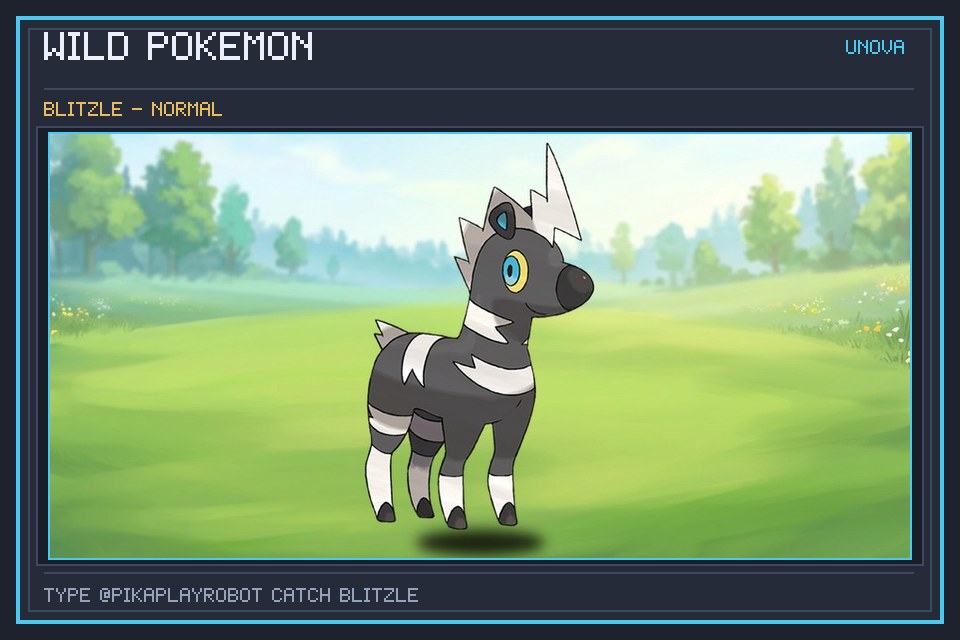 WILD POKEMON
UNOVA
BLITZLE - NORMAL
TYPE @PIKAPLAYROBOT CATCH BLITZLE